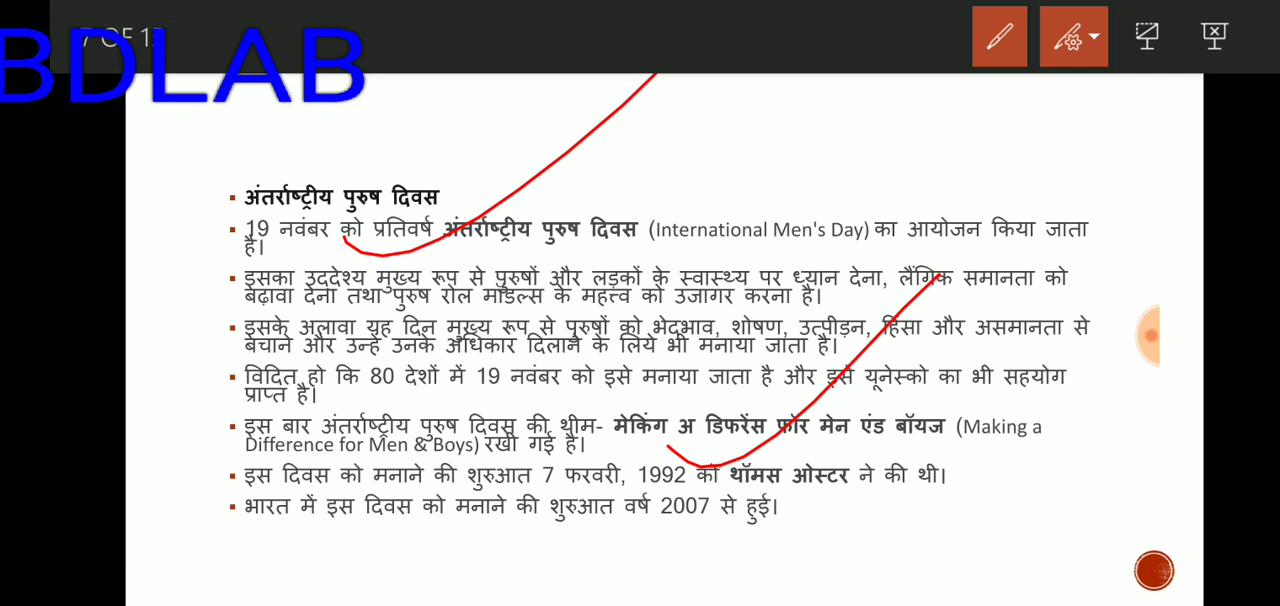 7 OF 1
BDLAB
अंतर्राष्ट्रीय पुरुष दिवस
19 नवंबर को प्रतिवर्ष अंतर्राष्ट्रीय पुरुष दिवस (International Men's Day) का आयोजन किया जाता
है।
इसका उद्देश्य मुख्य रूप से पुरुषों और लड़कों के स्वास्थ्य पर ध्यान देना, लैंगिक समानता को
बढ़ावा देना तथा पुरुष रोल मॉडल्स के महत्त्व को उजागर करना है।
इसके अलावा यह दिन मुख्य रूप से पुरुषों को भेदभाव, शोषण, उत्पीड़न, हिंसा और असमानता से
बचाने और उन्हें उनके अधिकार दिलाने के लिये भी मनाया जाता है।
विदित हो कि 80 देशों में 19 नवंबर को इसे मनाया जाता है और इसे यूनेस्को का भी सहयोग
प्राप्त है।
इस बार अंतर्राष्ट्रीय पुरुष दिवस की थीम- मेकिंग अ डिफरेंस फॉर मेन एंड बॉयज (Making a
Difference for Men & Boys) रखी गई है।
इस दिवस को मनाने की शुरुआत 7 फरवरी, 1992 को थॉमस ओस्टर ने की थी।
भारत में इस दिवस को मनाने की शुरुआत वर्ष 2007 से हुई।